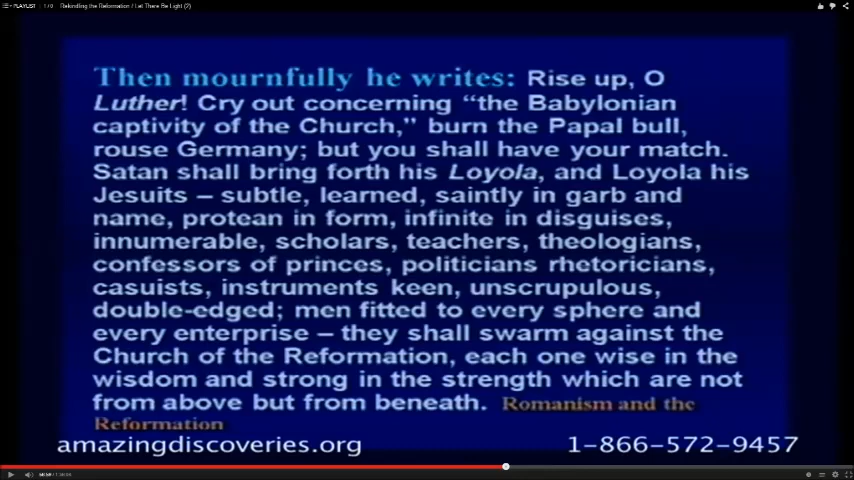 PLAYLIST 1/0 Rekindling the Reformation / Let There Be Light (2)
Then mournfully he writes: Rise up, O
Luther! Cry out concerning “the Babylonian
captivity of the Church,” burn the Papal bull,
rouse Germany; but you shall have your match.
Satan shall bring forth his Loyola, and Loyola his
Jesuits – subtle, learned, saintly in garb and
name, protean in form, infinite in disguises,
innumerable, scholars, teachers, theologians,
confessors of princes, politicians rhetoricians,
casuists, instruments keen, unscrupulous,
double-edged; men fitted to every sphere and
every enterprise – they shall swarm against the
Church of the Reformation, each one wise in the
wisdom and strong in the strength which are not
from above but from beneath. Romanism and the
Reformation
amazingdiscoveries.org 1-866-572-9457